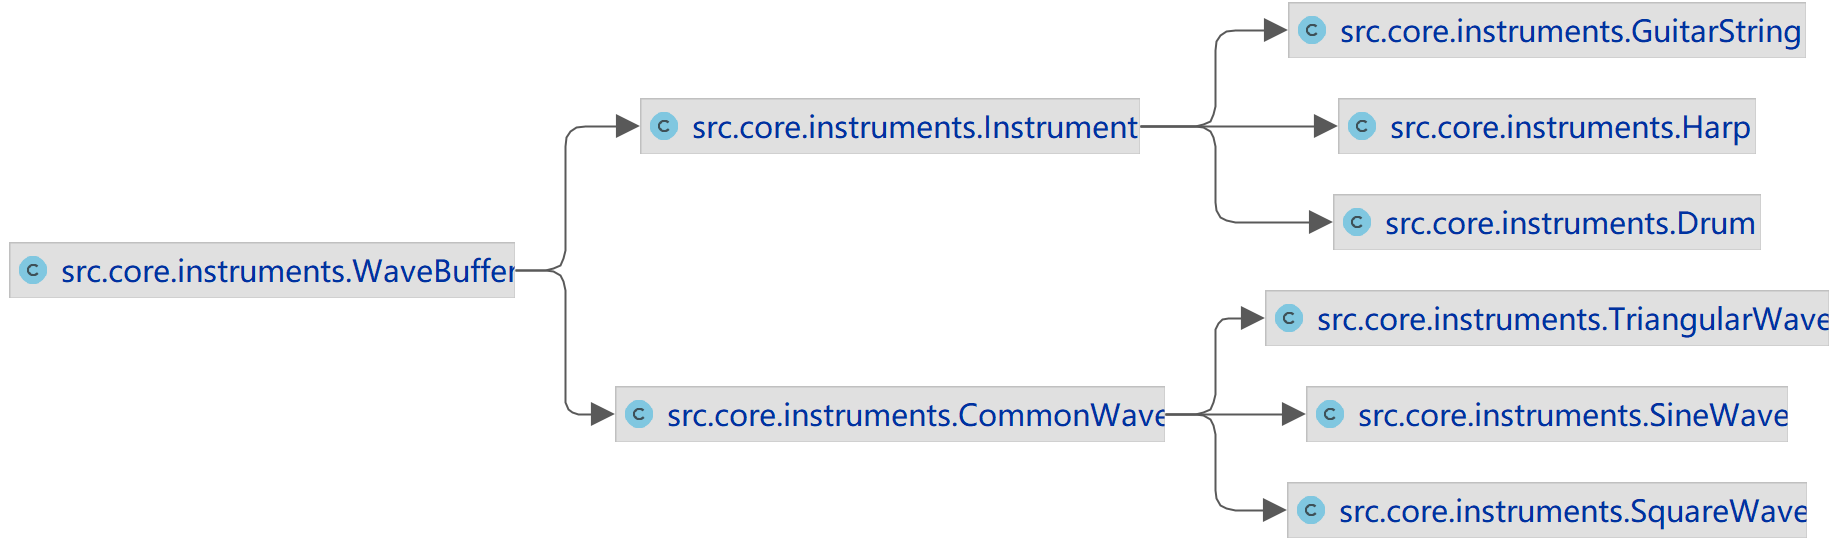 C src.core.instruments.GuitarString
C src.core.instruments.Instrument
C src.core.instruments.Harp
C src.core.instruments.Drum
C src.core.instruments.WaveBuffer
C src.core.instruments.TriangularWave
C src.core.instruments.CommonWave
C src.core.instruments.SineWave
C src.core.instruments.SquareWave